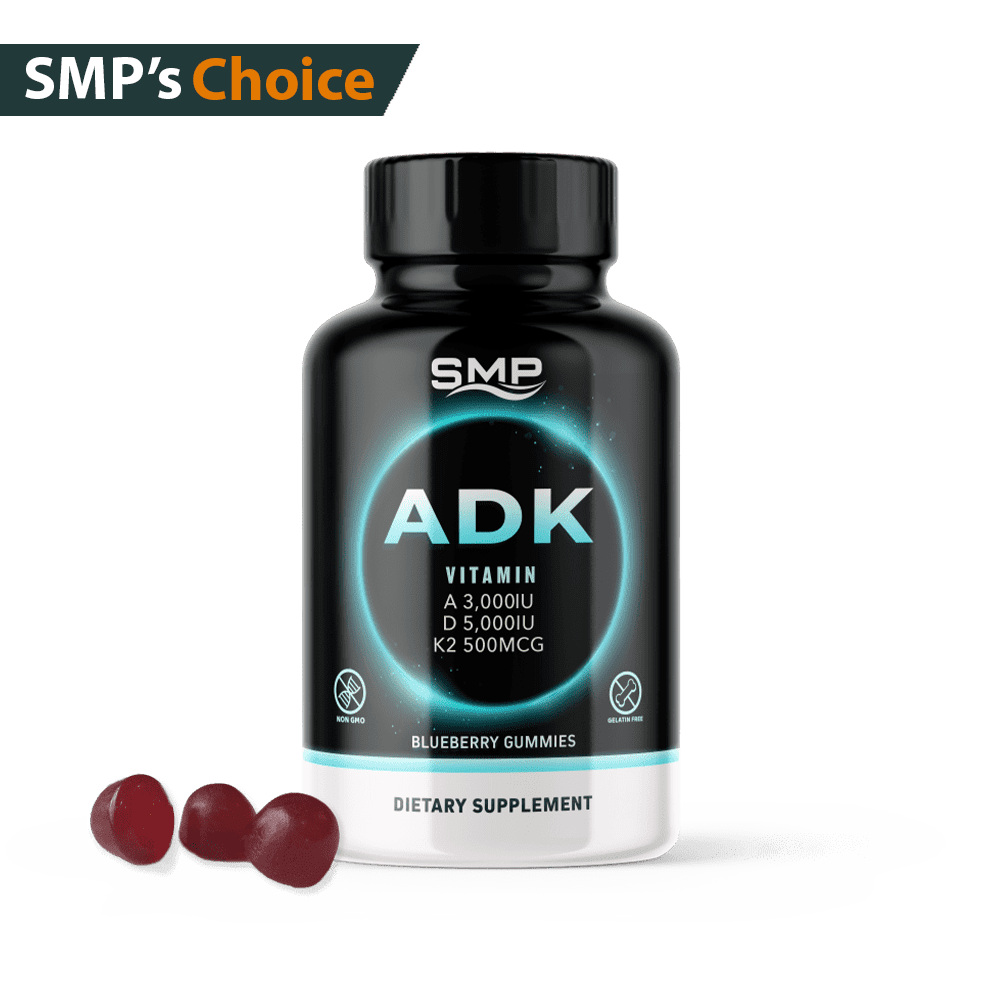 SMP's Choice
SMP
ADK
VITAMIN
A 3,000IU
D 5,000IU
K2 500MCG
NON GMO
GELATIN FREE
BLUEBERRY GUMMIES
DIETARY SUPPLEMENT